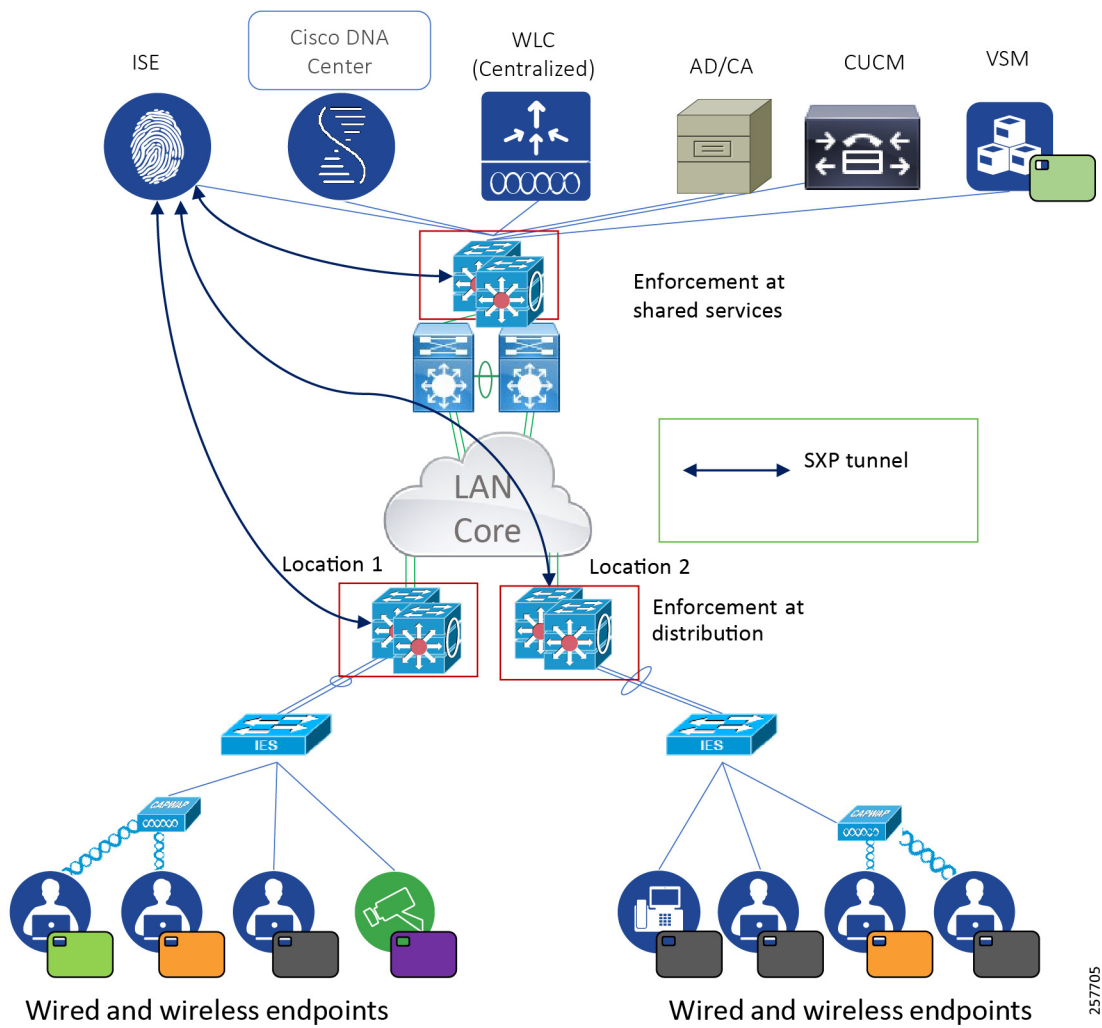 ISE
Cisco DNA
Center
WLC
(Centralized)
AD/CA
CUCM
VSM
Enforcement at
shared services
SXP tunnel
LAN
Core
Location 1
Location 2
Enforcement at
distribution
IES
IES
CAPWAP
CAPWAP
Wired and wireless endpoints
Wired and wireless endpoints
257705